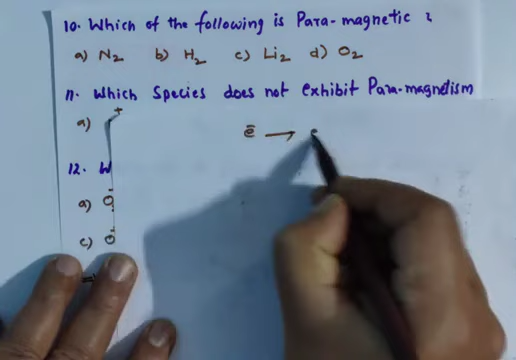 10. Which of the following is Para-magnetic ?
a) N2 b) H2 c) Li2 d) O2
11. Which Species does not exhibit Para-magnetism
a) +
ē →
12. W
a) O
c) O